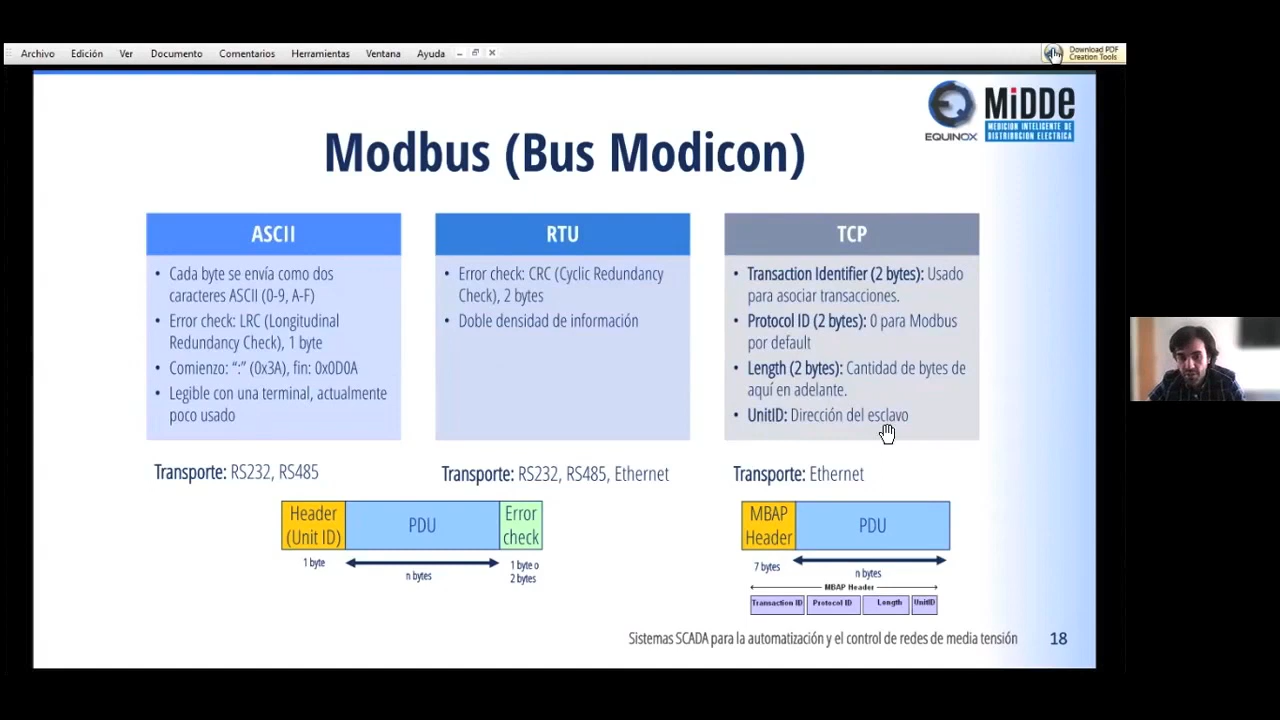 Archivo Edición Ver Documento Comentarios Herramientas Ventana Ayuda
Download PDF
Creation Tools
EQUINOX
MiDDE
MEDICION INTELIGENTE DE
DISTRIBUCION ELECTRICA
Modbus (Bus Modicon)
ASCII
• Cada byte se envía como dos
caracteres ASCII (0-9, A-F)
• Error check: LRC (Longitudinal
Redundancy Check), 1 byte
• Comienzo: “:” (0x3A), fin: 0x0D0A
• Legible con una terminal, actualmente
poco usado
Transporte: RS232, RS485
RTU
• Error check: CRC (Cyclic Redundancy
Check), 2 bytes
• Doble densidad de información
Transporte: RS232, RS485, Ethernet
TCP
• Transaction Identifier (2 bytes): Usado
para asociar transacciones.
• Protocol ID (2 bytes): 0 para Modbus
por default
• Length (2 bytes): Cantidad de bytes de
aquí en adelante.
• UnitID: Dirección del esclavo
Transporte: Ethernet
Header
(Unit ID)
PDU
Error
check
1 byte
n bytes
1 byte o
2 bytes
MBAP
Header
PDU
7 bytes
n bytes
MBAP Header
Transaction ID Protocol ID Length UnitID
Sistemas SCADA para la automatización y el control de redes de media tensión 18